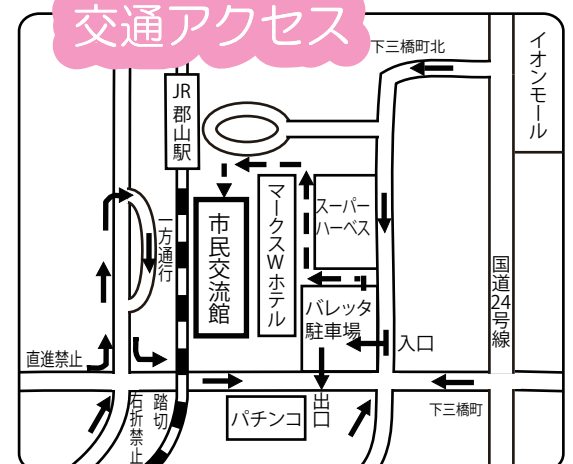 交通アクセス
下三橋町北
イオンモール
JR郡山駅
スーパー
ハーベス
マークスWホテル
市民交流館
一方通行
国道24号線
バレッタ
駐車場
入口
直進禁止
下三橋町
出口
パチンコ
踏切
右折禁止